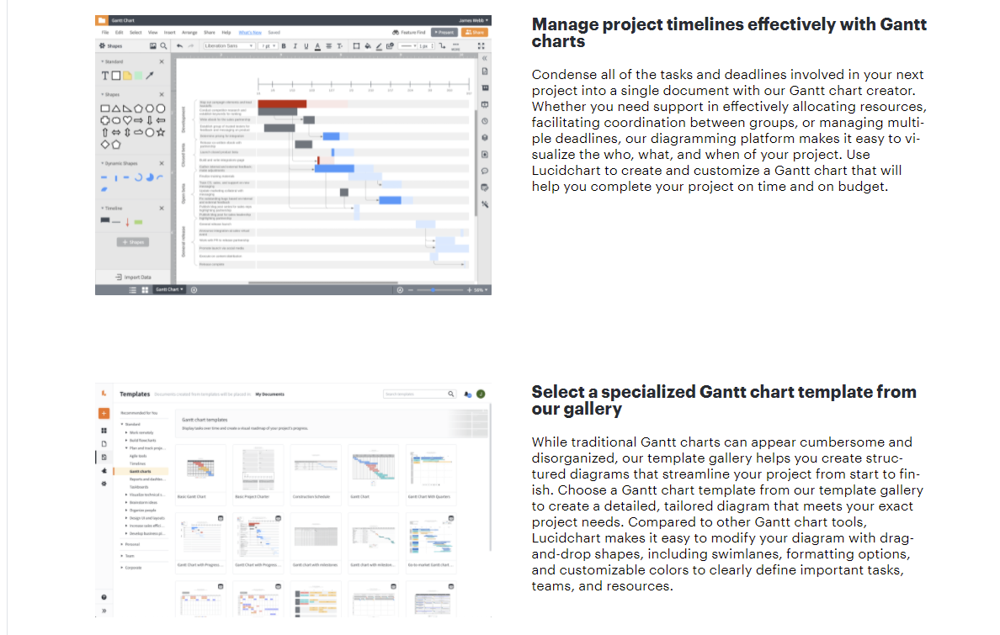 Gantt Chart
James Webb
File Edit Select View Insert Arrange Share Help What's New Saved
Feature Find Present Share
Shapes
Liberation Sans
1 pt
B I U A
1 px
MORE
Standard
Shapes
Dynamic Shapes
Timeline
+ Shapes
Import Data
Development
Closed beta
Open beta
General release
Gantt Chart
50%
Manage project timelines effectively with Gantt
charts
Condense all of the tasks and deadlines involved in your next
project into a single document with our Gantt chart creator.
Whether you need support in effectively allocating resources,
facilitating coordination between groups, or managing multi-
ple deadlines, our diagramming platform makes it easy to vi-
sualize the who, what, and when of your project. Use
Lucidchart to create and customize a Gantt chart that will
help you complete your project on time and on budget.
Templates Documents created from templates will be placed in: My Documents
Search templates
Recommended for You
Standard
Work remotely
Build flowcharts
Plan and track proje...
Agile tools
Timelines
Gantt charts
Reports and dashbo...
Taskboards
Visualize technical s...
Brainstorm ideas
Organize people
Design UI and layouts
Increase sales effici...
Develop business pl...
Personal
Team
Corporate
Gantt chart templates
Display tasks over time and create a visual roadmap of your project's progress.
Basic Gantt Chart
Basic Project Charter
Construction Schedule
Gantt Chart
Gantt Chart With Quarters
Gantt Chart with Progress...
Gantt Chart with Progress...
Gantt chart with milestones
Gantt chart with milestone...
Go-to-market Gantt chart ...
Select a specialized Gantt chart template from
our gallery
While traditional Gantt charts can appear cumbersome and
disorganized, our template gallery helps you create struc-
tured diagrams that streamline your project from start to fin-
ish. Choose a Gantt chart template from our template gallery
to create a detailed, tailored diagram that meets your exact
project needs. Compared to other Gantt chart tools,
Lucidchart makes it easy to modify your diagram with drag-
and-drop shapes, including swimlanes, formatting options,
and customizable colors to clearly define important tasks,
teams, and resources.